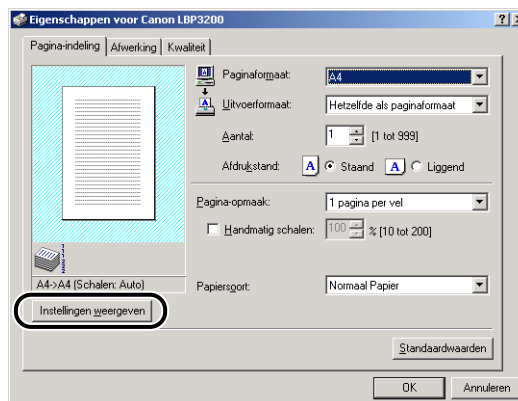 Eigenschappen voor Canon LBP3200
Pagina-indeling Afwerking Kwaliteit
Paginaformaat: A4
Uitvoerformaat: Hetzelfde als paginaformaat
Aantal: 1 [1 tot 999]
Afdrukstand: A Staand A Liggend
Pagina-opmaak: 1 pagina per vel
Handmatig schalen: 100 % [10 tot 200]
A4->A4 (Schalen: Auto)
Papiersoort: Normaal Papier
Instellingen weergeven
Standaardwaarden
OK Annuleren